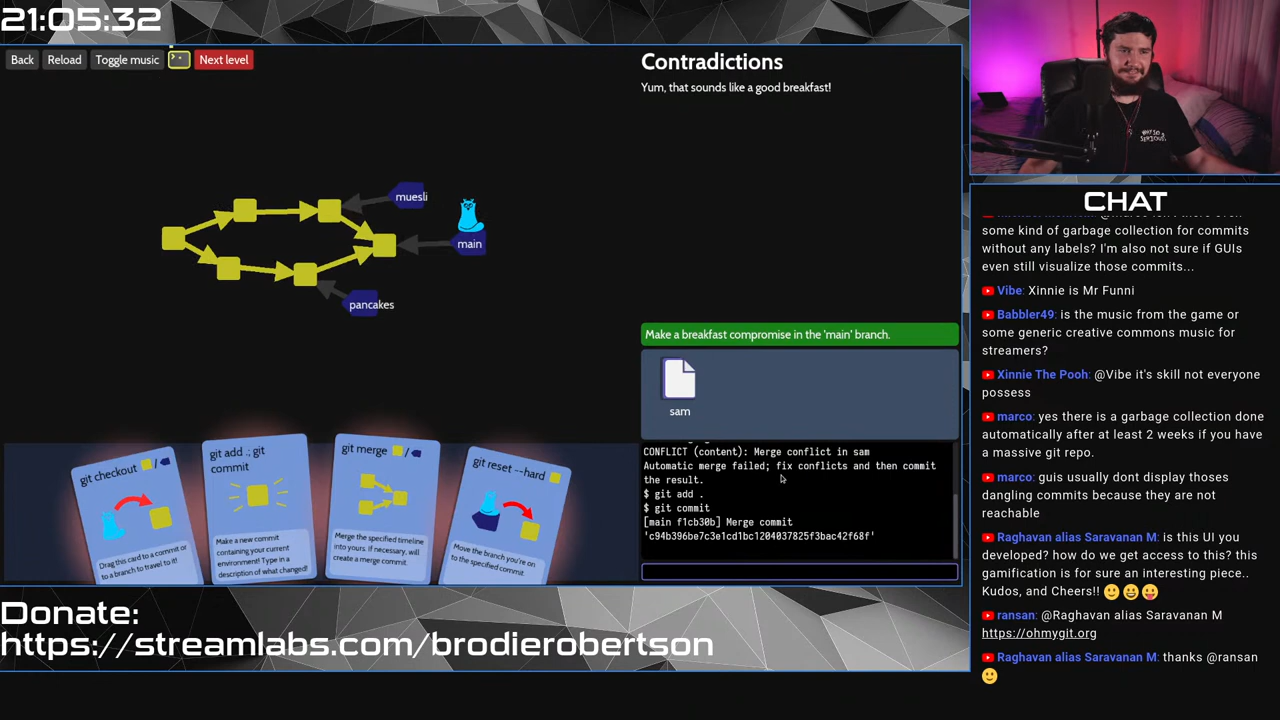 21:05:32
Back
Reload
Toggle music
Next level
Contradictions
Yum, that sounds like a good breakfast!
muesli
main
pancakes
Make a breakfast compromise in the 'main' branch.
sam
git checkout
Drag this card to a commit or
to a branch to travel to it!
git add .; git
commit
Make a new commit
containing your current
environment! Type in a
description of what changed!
git merge
Merge the specified timeline
into yours. If necessary, will
create a merge commit.
git reset --hard
Move the branch you're on
to the specified commit.
CONFLICT (content): Merge conflict in sam
Automatic merge failed; fix conflicts and then commit
the result.
$ git add .
$ git commit
[main f1cb30b] Merge commit
'c94b396be7c3e1cd1bc1204037825f3bac42f68f'
Donate:
https://streamlabs.com/brodierobertson
CHAT
some kind of garbage collection for commits
without any labels? I'm also not sure if GUIs
even still visualize those commits...
Vibe: Xinnie is Mr Funni
Babbler49: is the music from the game or
some generic creative commons music for
streamers?
Xinnie The Pooh: @Vibe it's skill not everyone
possess
marco: yes there is a garbage collection done
automatically after at least 2 weeks if you have
a massive git repo.
marco: guis usually dont display thoses
dangling commits because they are not
reachable
Raghavan alias Saravanan M: is this UI you
developed? how do we get access to this? this
gamification is for sure an interesting piece..
Kudos, and Cheers!! 🙂😄😛
ransan: @Raghavan alias Saravanan M
https://ohmygit.org
Raghavan alias Saravanan M: thanks @ransan
🙂